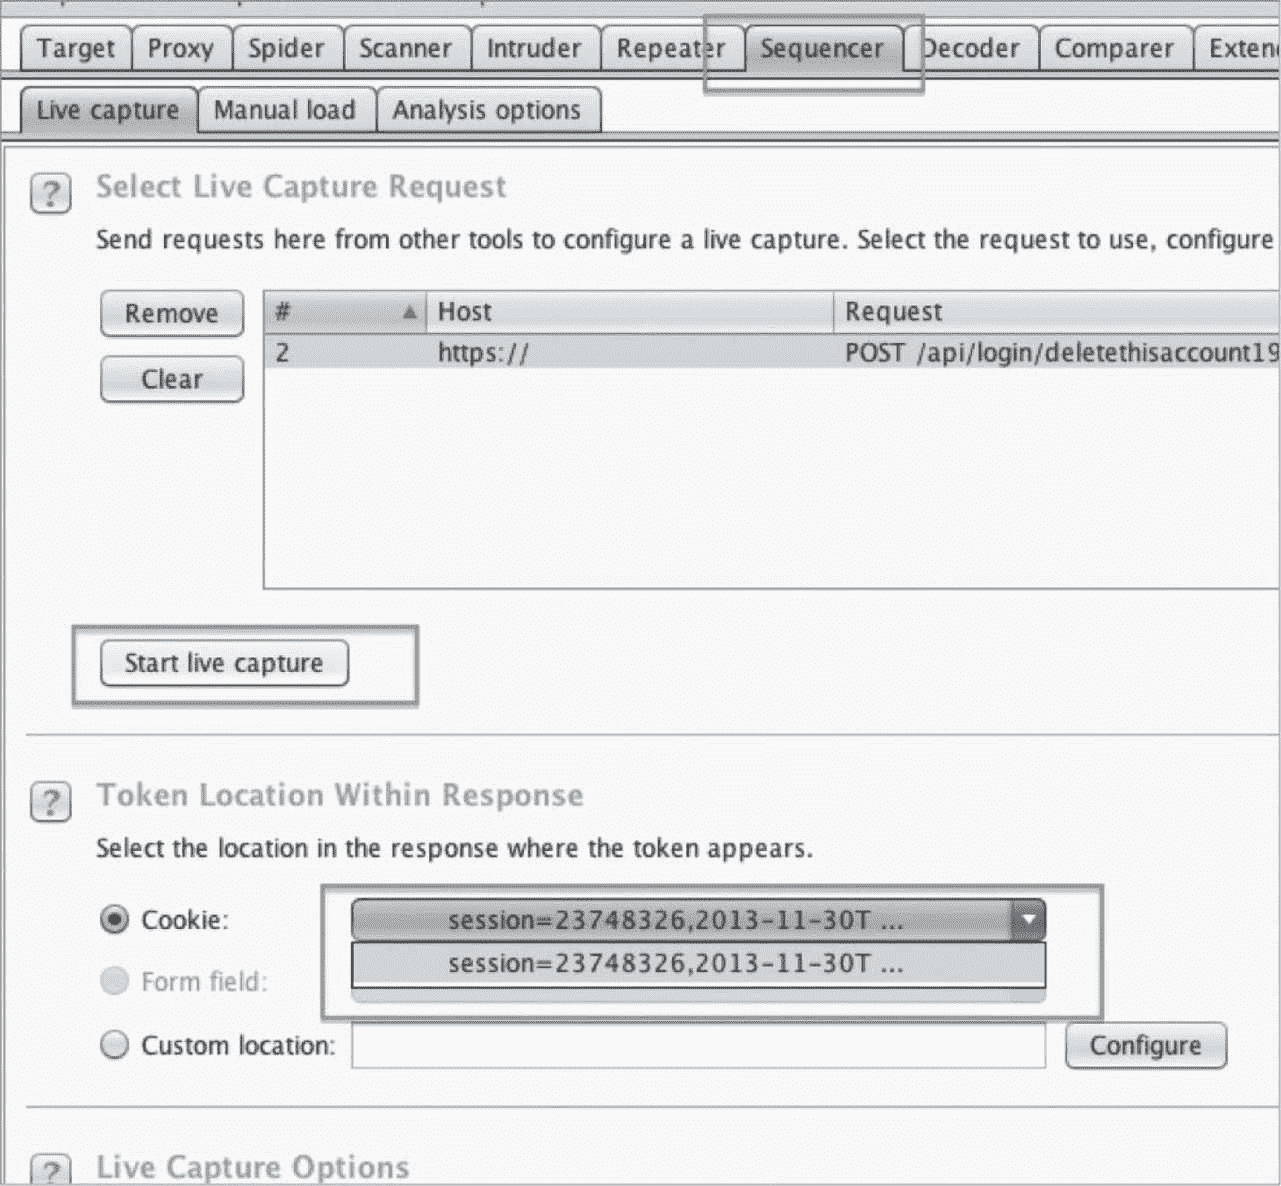 Target Proxy Spider Scanner Intruder Repeater Sequencer Decoder Comparer Exten
Live capture Manual load Analysis options
? Select Live Capture Request
Send requests here from other tools to configure a live capture. Select the request to use, configure
Remove # Host Request
2 https:// POST /api/login/deletethisaccount19
Clear
Start live capture
? Token Location Within Response
Select the location in the response where the token appears.
Cookie: session=23748326,2013-11-30T ...
session=23748326,2013-11-30T ...
Form field:
Custom location: Configure
? Live Capture Options